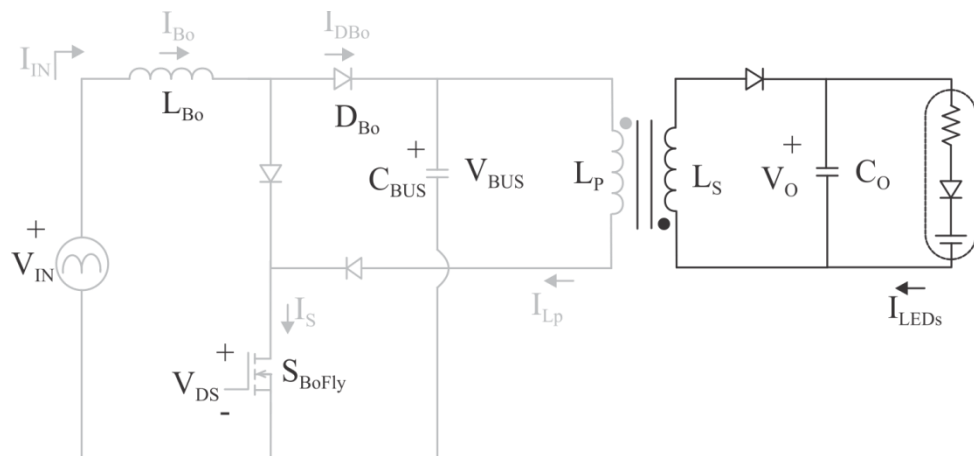 I_Bo
I_DBo
I_IN
L_Bo
D_Bo
+
C_BUS
V_BUS
L_P
L_S
+
V_O
C_O
+
V_IN
I_S
I_Lp
I_LEDs
+
V_DS
-
S_BoFly